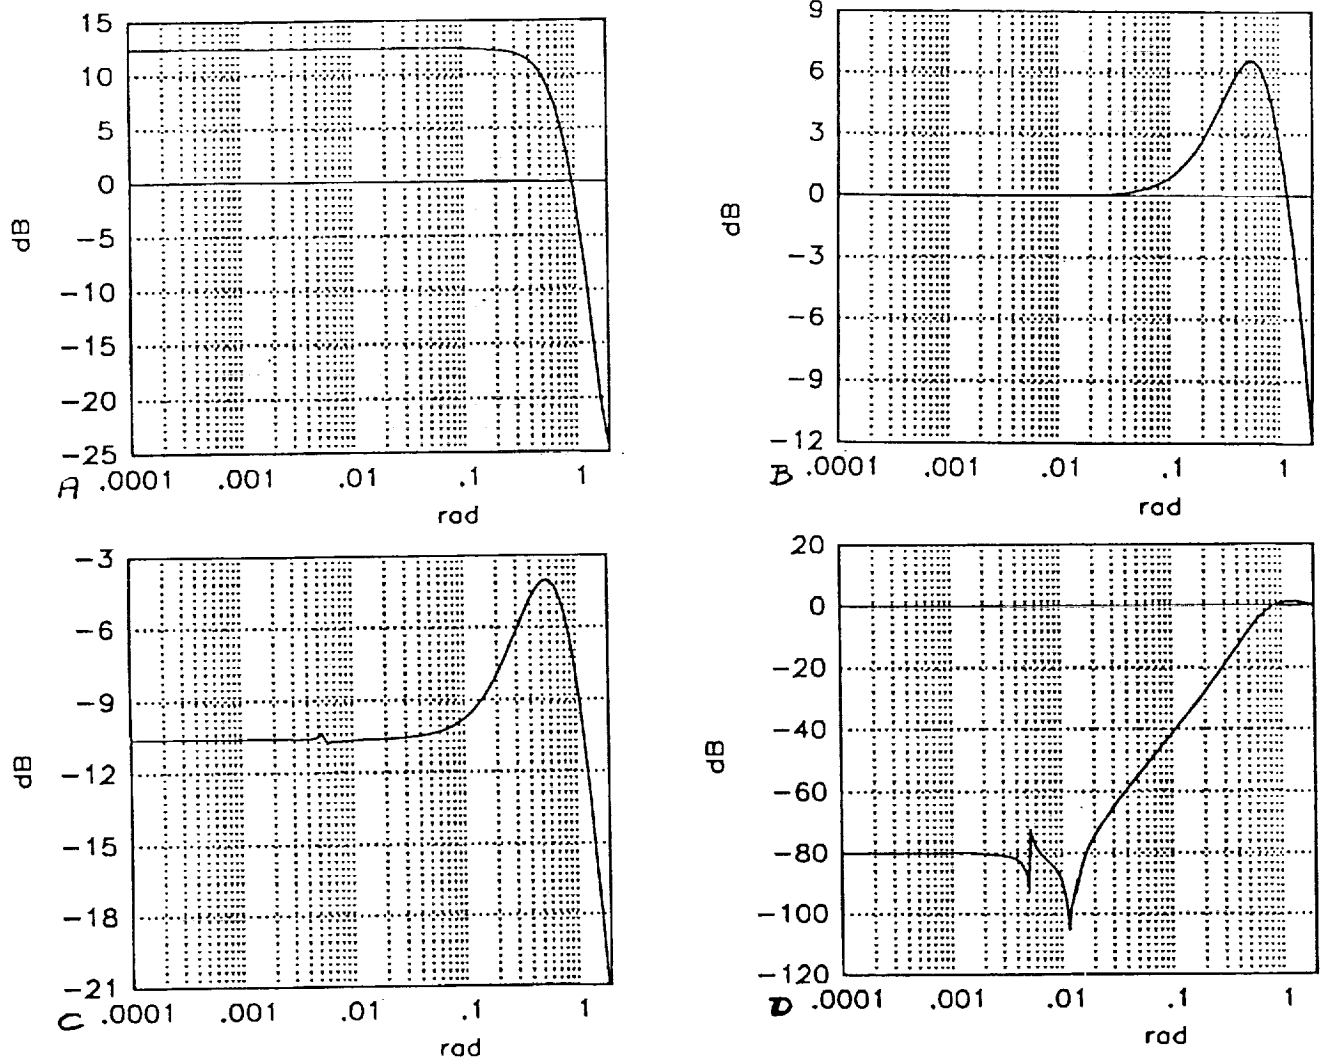 15
10
5
0
−5
−10
−15
−20
−25
dB
A .0001 .001 .01 .1 1
rad
9
6
3
0
−3
−6
−9
−12
dB
B .0001 .001 .01 .1 1
rad
−3
−6
−9
−12
−15
−18
−21
dB
C .0001 .001 .01 .1 1
rad
20
0
−20
−40
−60
−80
−100
−120
dB
D .0001 .001 .01 .1 1
rad